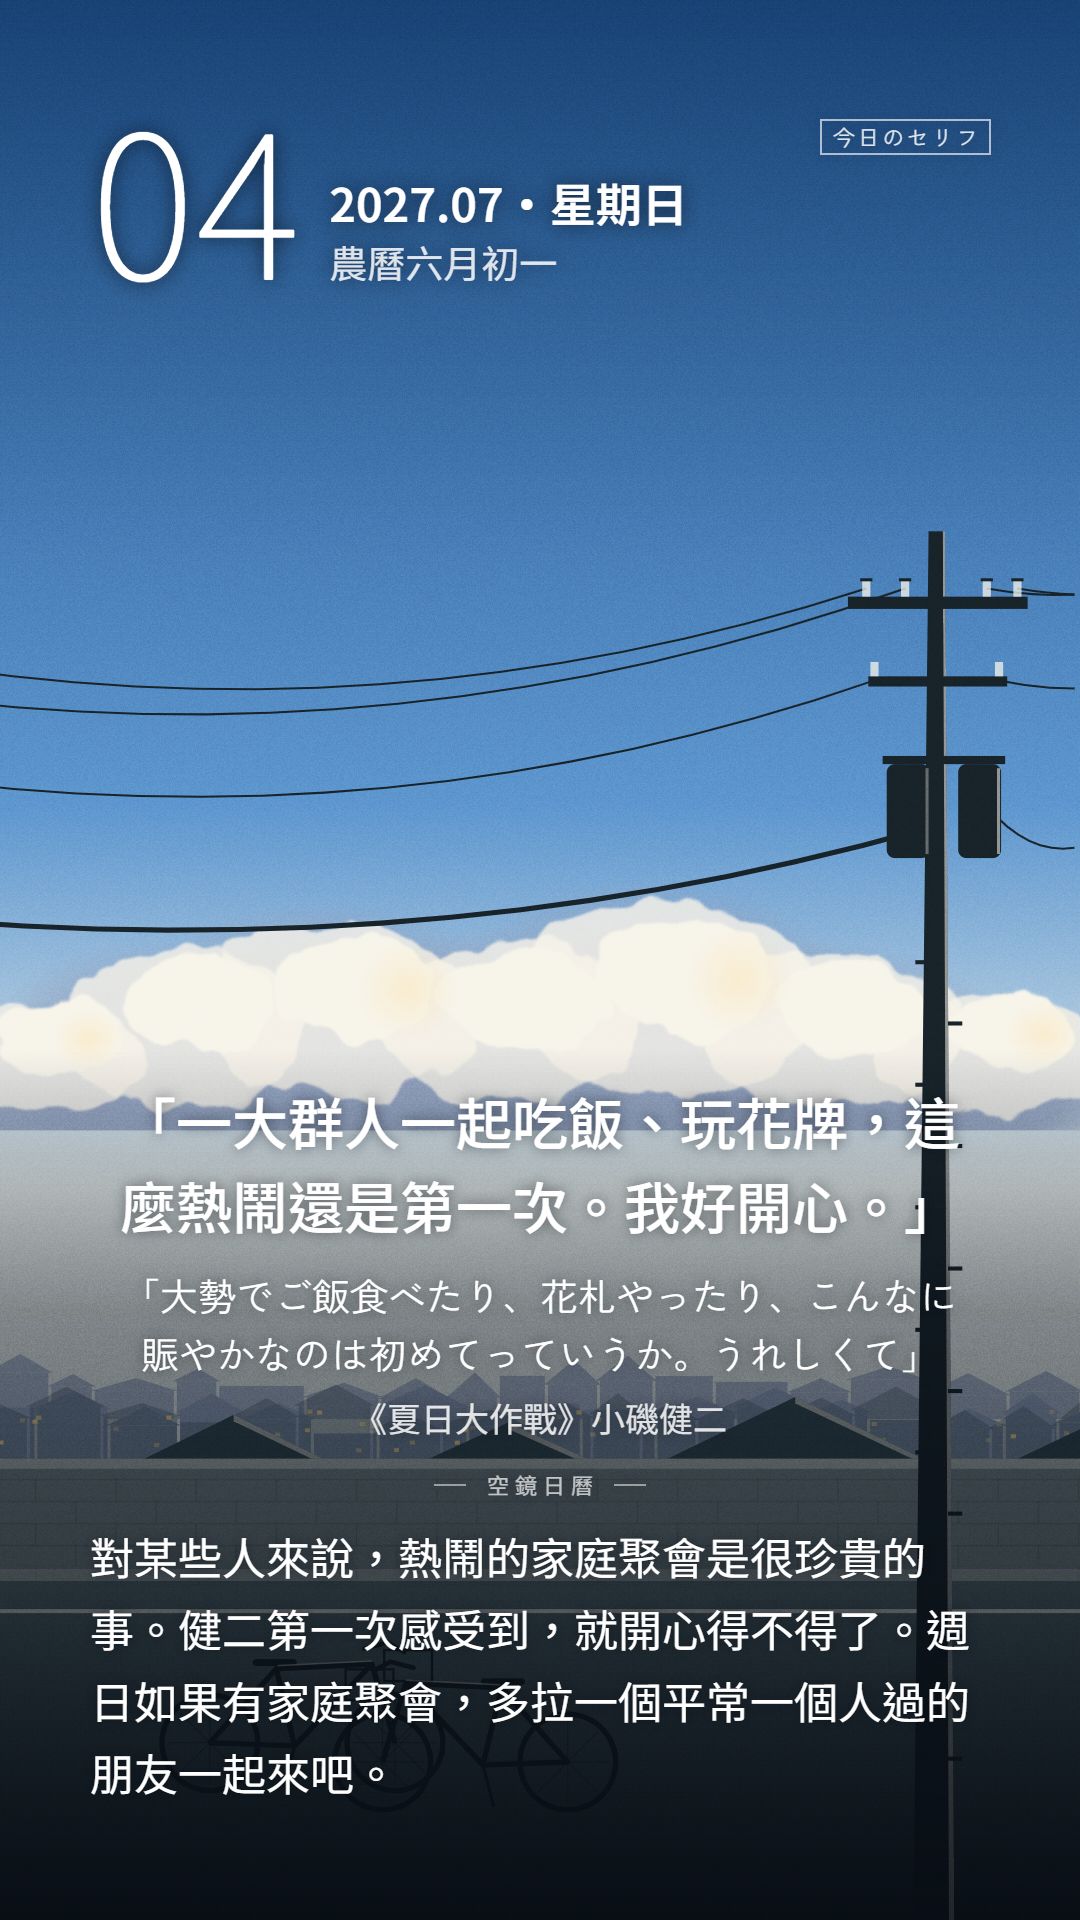 04
2027.07・星期日
農曆六月初一
今日のセリフ
「一大群人一起吃飯、玩花牌，這
麼熱鬧還是第一次。我好開心。」
「大勢でご飯食べたり、花札やったり、こんなに
賑やかなのは初めてっていうか。うれしくて」
《夏日大作戰》小磯健二
空鏡日曆
對某些人來說，熱鬧的家庭聚會是很珍貴的
事。健二第一次感受到，就開心得不得了。週
日如果有家庭聚會，多拉一個平常一個人過的
朋友一起來吧。